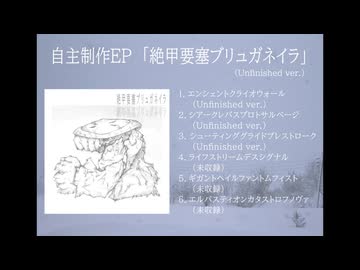 自主制作EP 「絶甲要塞ブリュガネイラ」
(Unfinished ver.)
絶甲要塞ブリュガネイラ
1. エンシェントクライオウォール
(Unfinished ver.)
2. シアークレバスプロトサルベージ
(Unfinished ver.)
3. シューティンググライドブレストローク
(Unfinished ver.)
4. ライフストリームデスシグナル
(未収録)
5. ギガントヘイルファントムフィスト
(未収録)
6. エルバスティオンカタストロフノヴァ
(未収録)